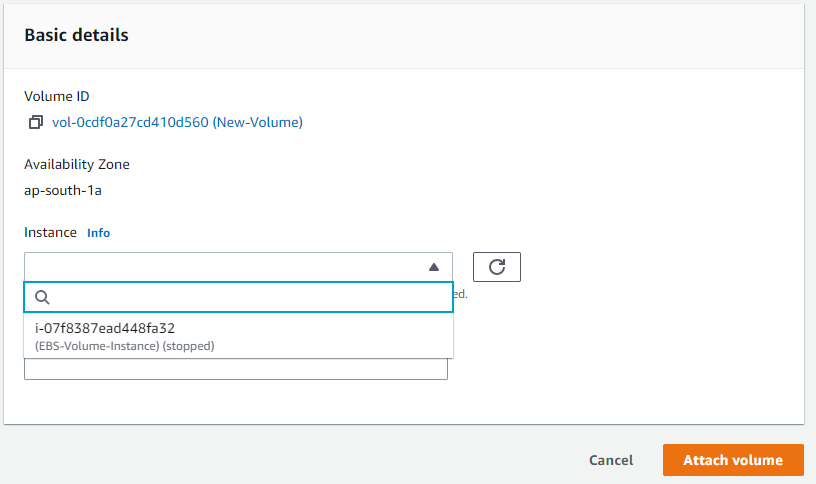 Basic details
Volume ID
vol-0cdf0a27cd410d560 (New-Volume)
Availability Zone
ap-south-1a
Instance Info
ed.
i-07f8387ead448fa32
(EBS-Volume-Instance) (stopped)
Cancel
Attach volume